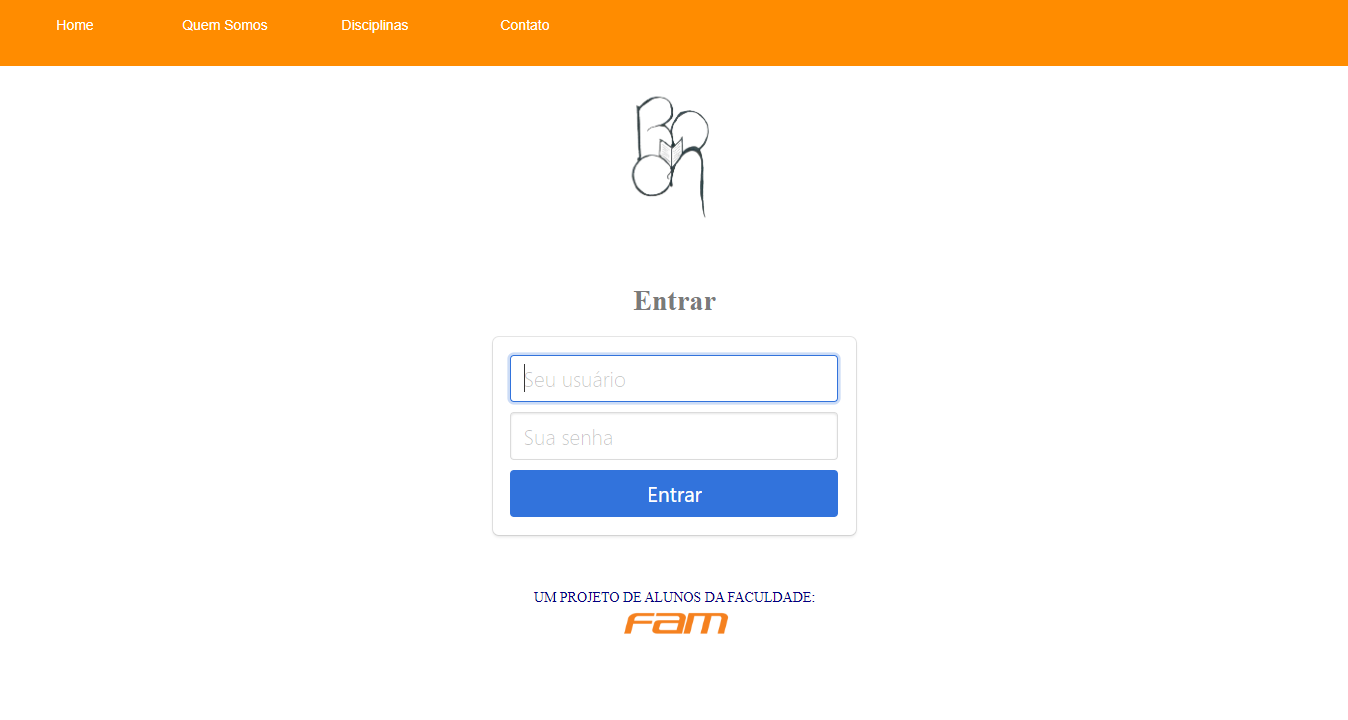 Home Quem Somos Disciplinas Contato
Entrar
Seu usuário
Sua senha
Entrar
UM PROJETO DE ALUNOS DA FACULDADE:
Fam